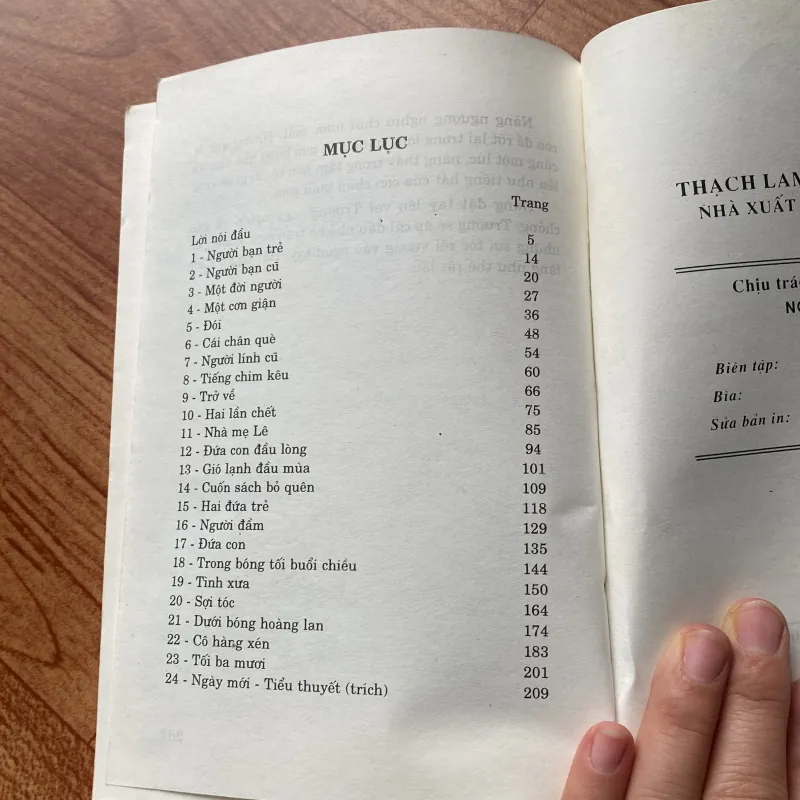 MỤC LỤC
Trang
Lời nói đầu
1 - Người bạn trẻ 5
2 - Người bạn cũ 14
3 - Một đời người 20
4 - Một cơn giận 27
5 - Đói 36
6 - Cái chân què 48
7 - Người lính cũ 54
8 - Tiếng chim kêu 60
9 - Trở về 66
10 - Hai lần chết 75
11 - Nhà mẹ Lê 85
12 - Đứa con đầu lòng 94
13 - Gió lạnh đầu mùa 101
14 - Cuốn sách bỏ quên 109
15 - Hai đứa trẻ 118
16 - Người đầm 129
17 - Đứa con 135
18 - Trong bóng tối buổi chiều 144
19 - Tình xưa 150
20 - Sợi tóc 164
21 - Dưới bóng hoàng lan 174
22 - Cô hàng xén 183
23 - Tối ba mươi 201
24 - Ngày mới - Tiểu thuyết (trích) 209
THẠCH LAM
NHÀ XUẤT
Chịu trá
NG
Biên tập:
Bìa:
Sửa bản in: